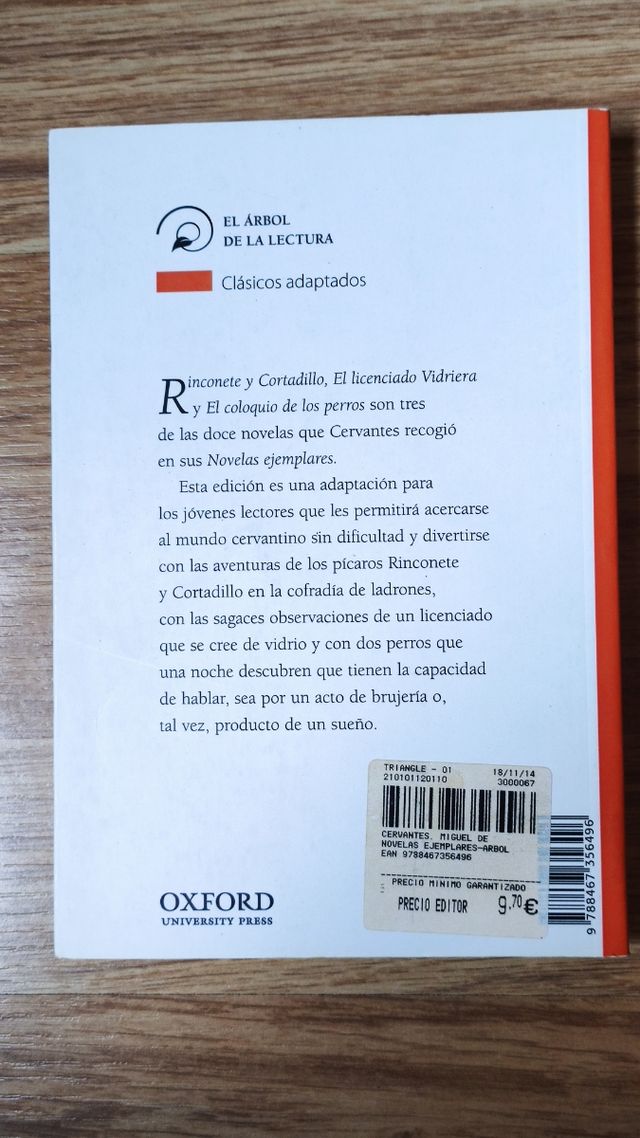 EL ÁRBOL
DE LA LECTURA
Clásicos adaptados
Rinconete y Cortadillo, El licenciado Vidriera
y El coloquio de los perros son tres
de las doce novelas que Cervantes recogió
en sus Novelas ejemplares.
Esta edición es una adaptación para
los jóvenes lectores que les permitirá acercarse
al mundo cervantino sin dificultad y divertirse
con las aventuras de los pícaros Rinconete
y Cortadillo en la cofradía de ladrones,
con las sagaces observaciones de un licenciado
que se cree de vidrio y con dos perros que
una noche descubren que tienen la capacidad
de hablar, sea por un acto de brujería o,
tal vez, producto de un sueño.
TRIANGLE - 01 18/11/14
210101120110 3000067
CERVANTES. MIGUEL DE
NOVELAS EJEMPLARES-ARBOL
EAN 9788467356496
PRECIO MINIMO GARANTIZADO
PRECIO EDITOR 9.70€
9 788467 356496
OXFORD
UNIVERSITY PRESS